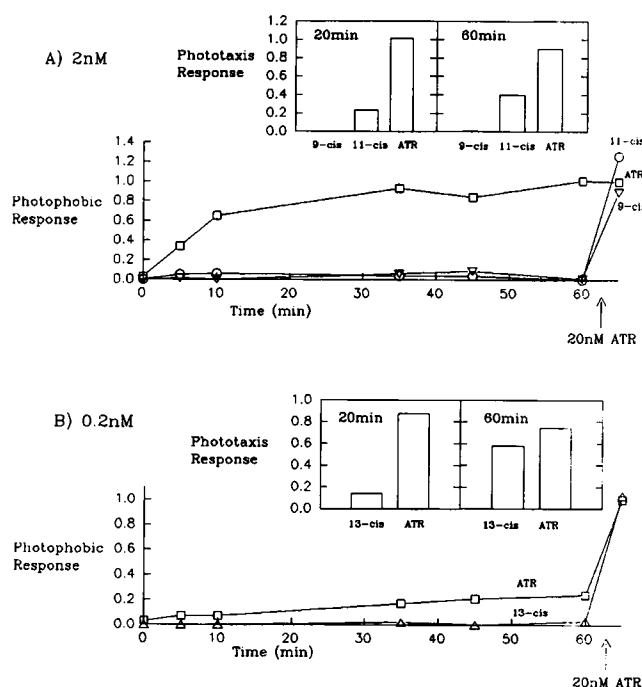 A) 2nM
Phototaxis
Response
1.2
1.0
0.8
0.6
0.4
0.2
0.0
20min
60min
9-cis 11-cis ATR
9-cis 11-cis ATR
Photophobic
Response
1.4
1.2
1.0
0.8
0.6
0.4
0.2
0.0
11-cis
ATR
9-cis
0 10 20 30 40 50 60
Time (min)
20nM ATR
B) 0.2nM
Phototaxis
Response
1.0
0.8
0.6
0.4
0.2
0.0
20min
60min
13-cis ATR
13-cis ATR
Photophobic
Response
1.0
0.8
0.6
0.4
0.2
0.0
ATR
13-cis
0 10 20 30 40 50 60
Time (min)
20nM ATR